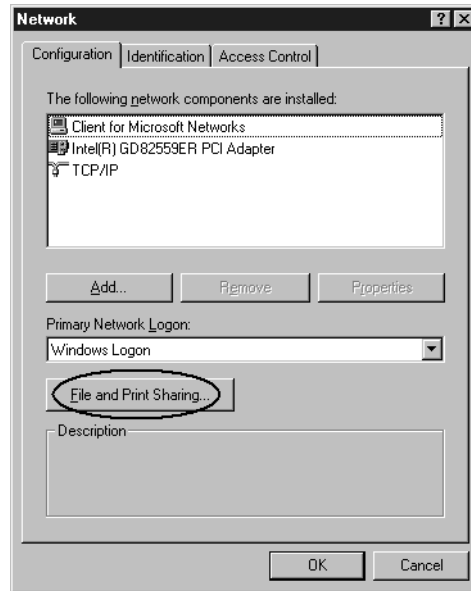 Network
Configuration Identification Access Control
The following network components are installed:
Client for Microsoft Networks
Intel(R) GD82559ER PCI Adapter
TCP/IP
Add... Remove Properties
Primary Network Logon:
Windows Logon
File and Print Sharing...
Description
OK Cancel